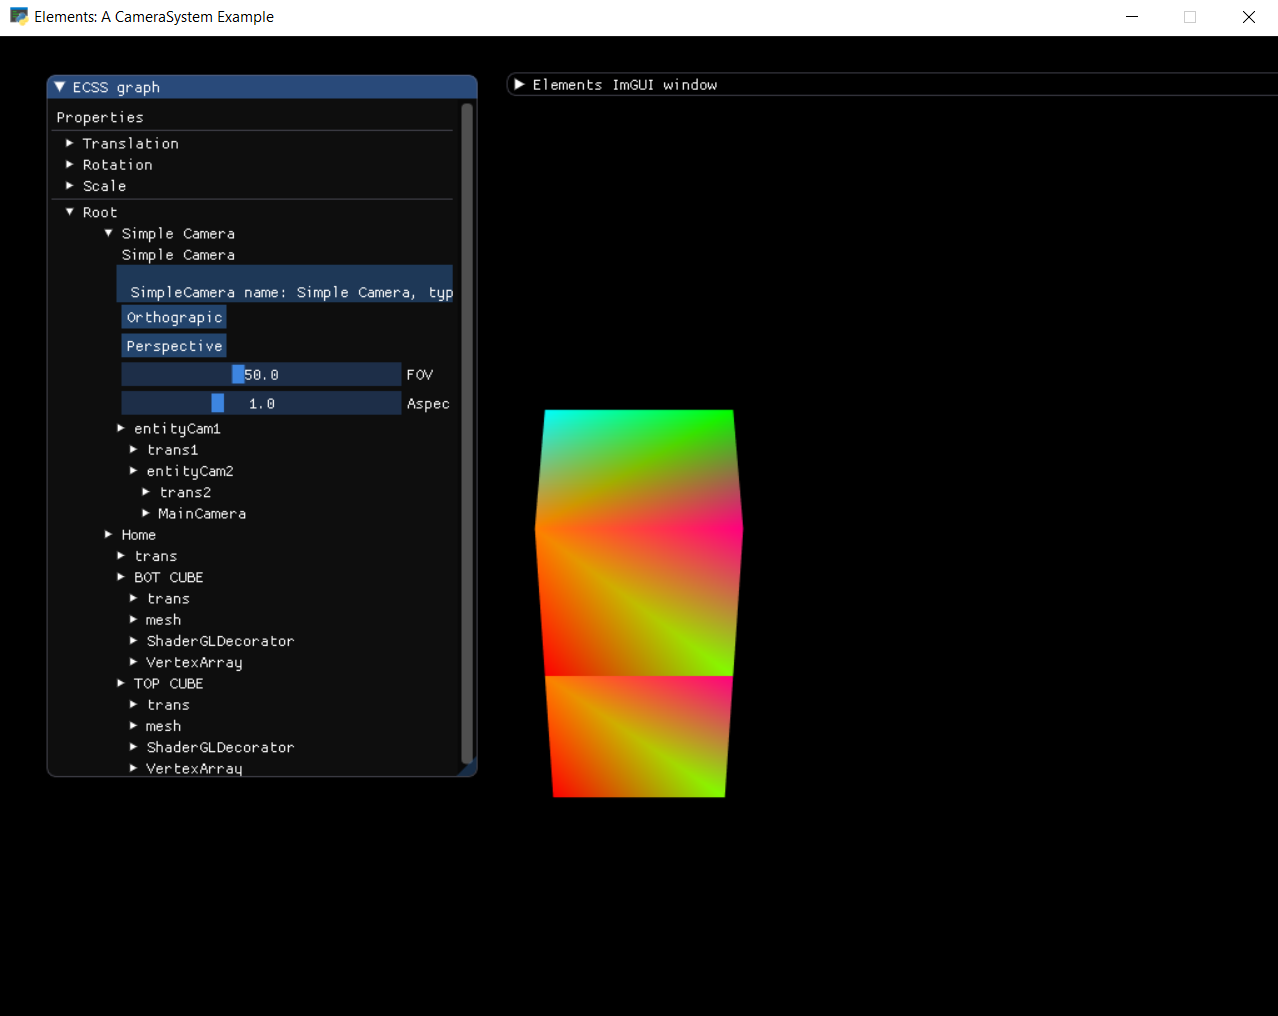 Elements: A CameraSystem Example
ECSS graph
Elements ImGUI window
Properties
Translation
Rotation
Scale
Root
Simple Camera
Simple Camera
SimpleCamera name: Simple Camera, typ
Orthograpic
Perspective
50.0 FOV
1.0 Aspec
entityCam1
trans1
entityCam2
trans2
MainCamera
Home
trans
BOT CUBE
trans
mesh
ShaderGLDecorator
VertexArray
TOP CUBE
trans
mesh
ShaderGLDecorator
VertexArray